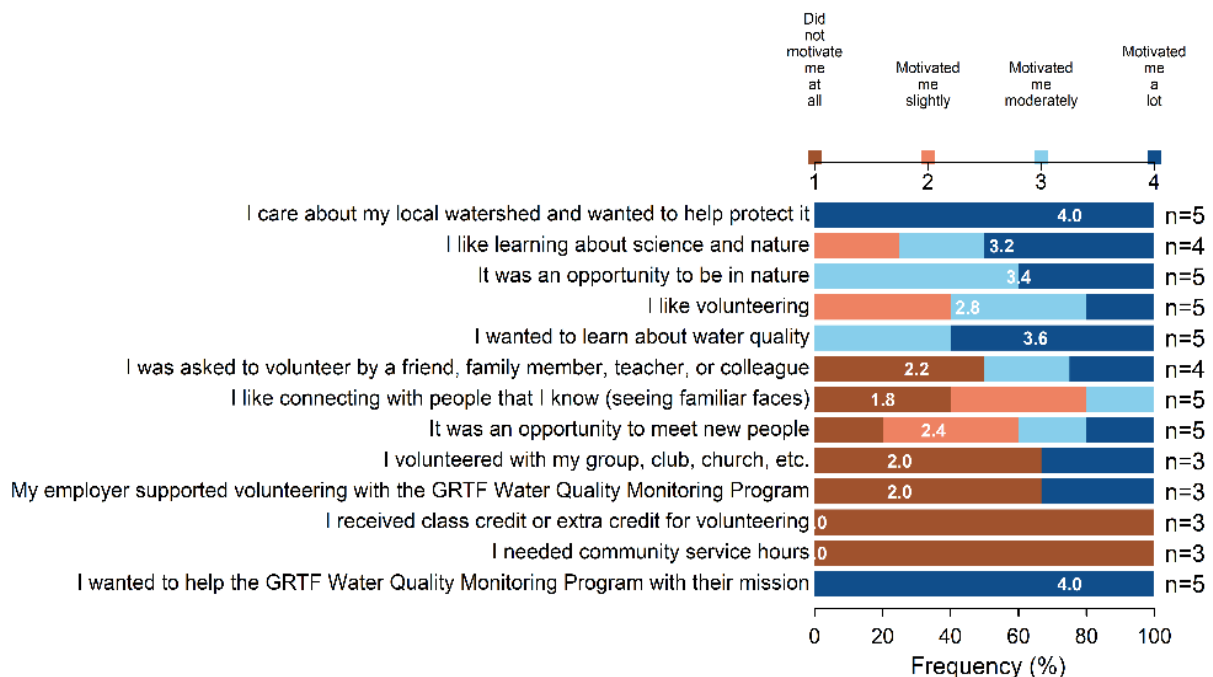 Did
not
motivate
me
at
all
Motivated
me
slightly
Motivated
me
moderately
Motivated
me
a
lot
1 2 3 4
I care about my local watershed and wanted to help protect it 4.0 n=5
I like learning about science and nature 3.2 n=4
It was an opportunity to be in nature 3.4 n=5
I like volunteering 2.8 n=5
I wanted to learn about water quality 3.6 n=5
I was asked to volunteer by a friend, family member, teacher, or colleague 2.2 n=4
I like connecting with people that I know (seeing familiar faces) 1.8 n=5
It was an opportunity to meet new people 2.4 n=5
I volunteered with my group, club, church, etc. 2.0 n=3
My employer supported volunteering with the GRTF Water Quality Monitoring Program 2.0 n=3
I received class credit or extra credit for volunteering .0 n=3
I needed community service hours .0 n=3
I wanted to help the GRTF Water Quality Monitoring Program with their mission 4.0 n=5
0 20 40 60 80 100
Frequency (%)